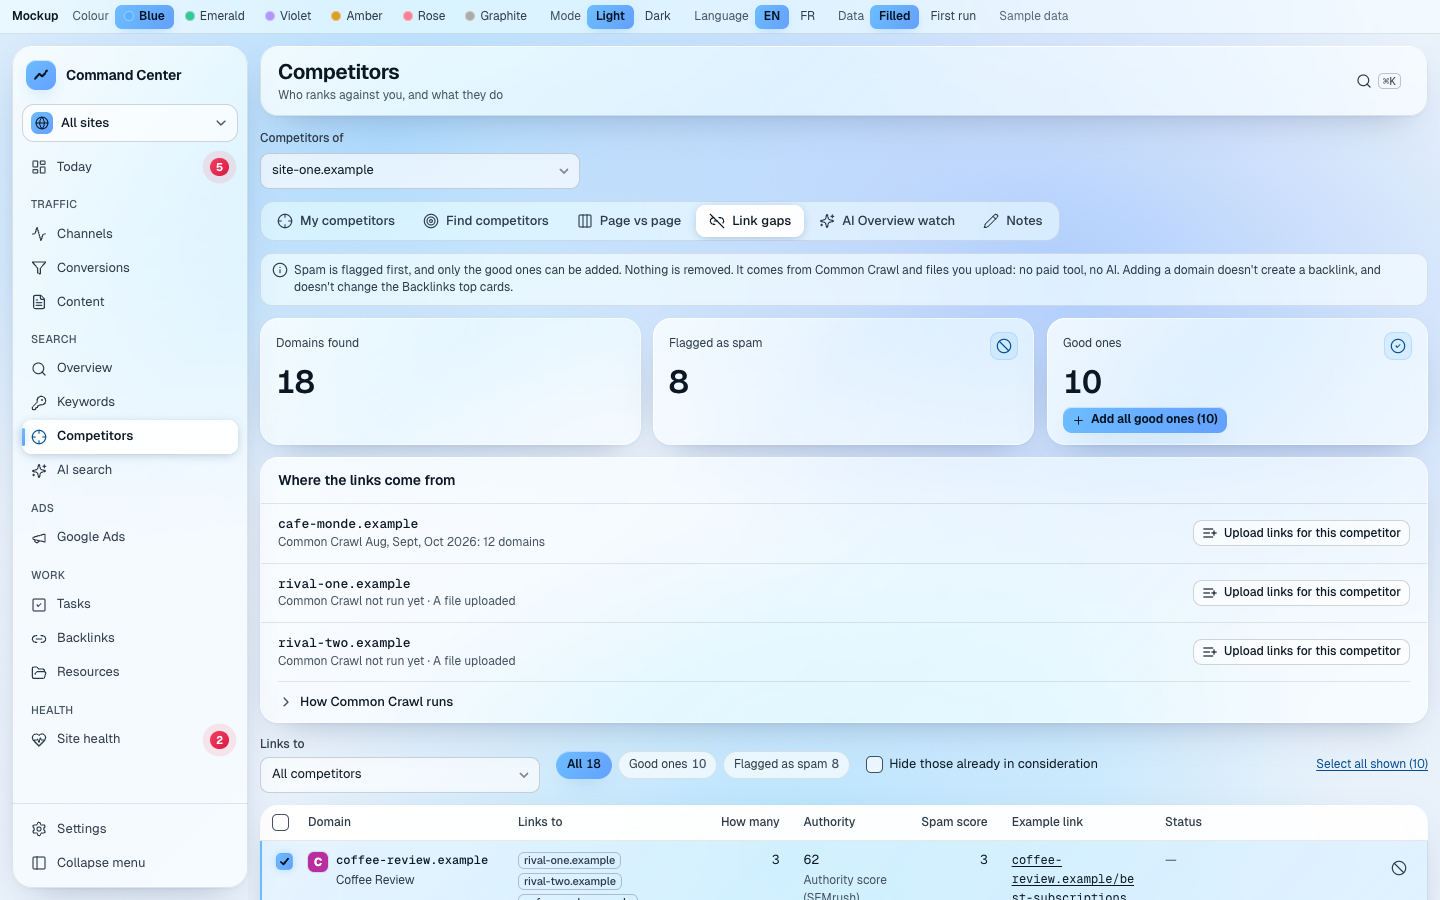 Mockup Colour Blue Emerald Violet Amber Rose Graphite Mode Light Dark Language EN FR Data Filled First run Sample data
Command Center
All sites
Today 5
TRAFFIC
Channels
Conversions
Content
SEARCH
Overview
Keywords
Competitors
AI search
ADS
Google Ads
WORK
Tasks
Backlinks
Resources
HEALTH
Site health 2
Settings
Collapse menu
Competitors
Who ranks against you, and what they do
⌘K
Competitors of
site-one.example
My competitors Find competitors Page vs page Link gaps AI Overview watch Notes
Spam is flagged first, and only the good ones can be added. Nothing is removed. It comes from Common Crawl and files you upload: no paid tool, no AI. Adding a domain doesn't create a backlink, and
doesn't change the Backlinks top cards.
Domains found
18
Flagged as spam
8
Good ones
10
Add all good ones (10)
Where the links come from
cafe-monde.example
Common Crawl Aug, Sept, Oct 2026: 12 domains
Upload links for this competitor
rival-one.example
Common Crawl not run yet · A file uploaded
Upload links for this competitor
rival-two.example
Common Crawl not run yet · A file uploaded
Upload links for this competitor
How Common Crawl runs
Links to
All competitors
All 18 Good ones 10 Flagged as spam 8 Hide those already in consideration Select all shown (10)
Domain Links to How many Authority Spam score Example link Status
C coffee-review.example rival-one.example 3 62 3 coffee-
Coffee Review rival-two.example Authority score review.example/be
(SEMrush) st-subscriptions
—